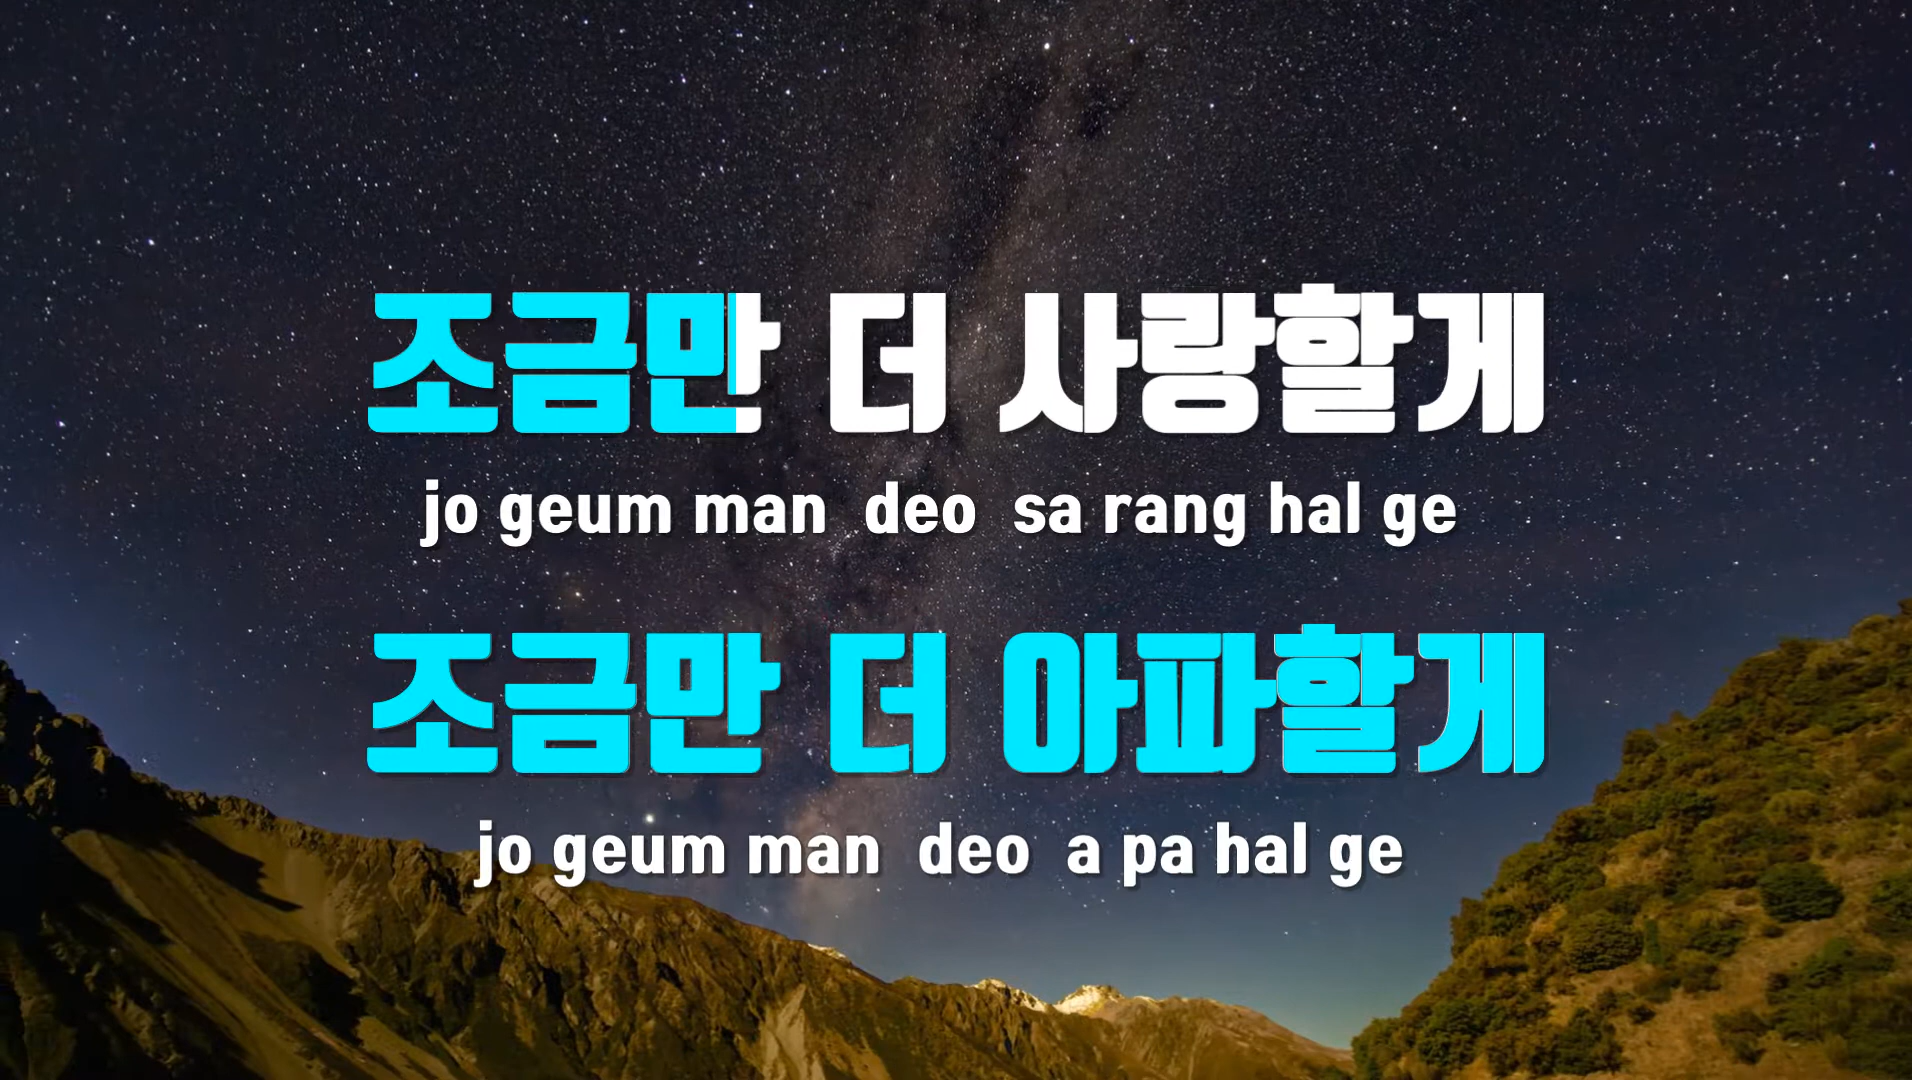 조금만 더 사랑할게
jo geum man deo sa rang hal ge
조금만 더 아파할게
jo geum man deo a pa hal ge